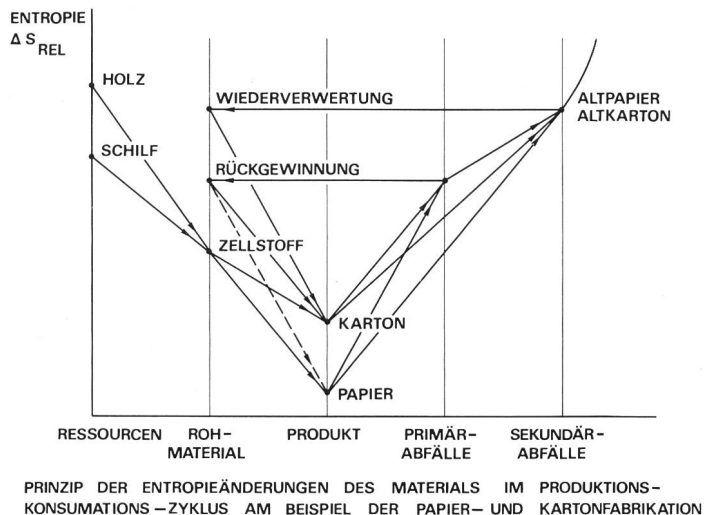 ENTROPIE
Δ S REL
HOLZ
WIEDERVERWERTUNG
ALTPAPIER
ALTKARTON
SCHILF
RÜCKGEWINNUNG
ZELLSTOFF
KARTON
PAPIER
RESSOURCEN
ROH-
MATERIAL
PRODUKT
PRIMÄR-
ABFÄLLE
SEKUNDÄR-
ABFÄLLE
PRINZIP DER ENTROPIEÄNDERUNGEN DES MATERIALS IM PRODUKTIONS-
KONSUMATIONS-ZYKLUS AM BEISPIEL DER PAPIER- UND KARTONFABRIKATION